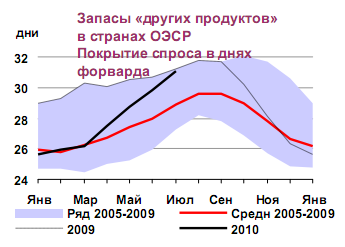 Запасы «других продуктов»
в странах ОЭСР
Покрытие спроса в днях
форварда
дни
32
30
28
26
24
Янв Мар Май Июл Сен Ноя Янв
Ряд 2005-2009 Средн 2005-2009
2009 2010